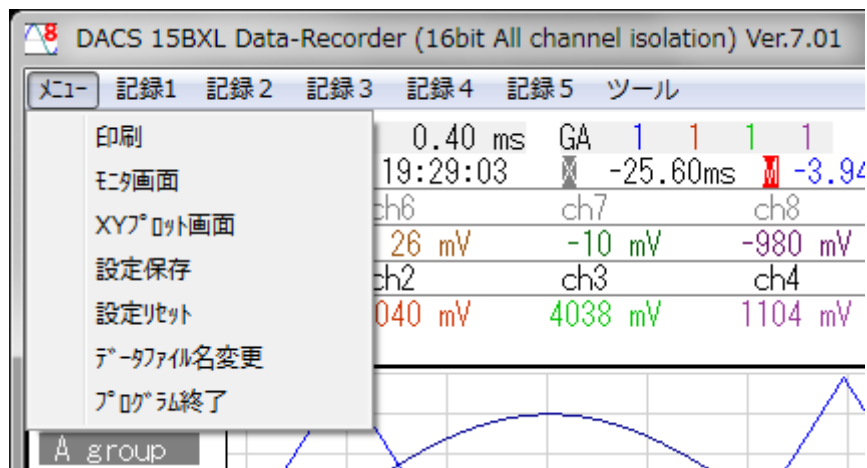 DACS 15BXL Data-Recorder (16bit All channel isolation) Ver.7.01
ﾒﾆｭｰ 記録1 記録2 記録3 記録4 記録5 ツール
印刷
ﾓﾆﾀ画面
XYﾌﾟﾛｯﾄ画面
設定保存
設定ﾘｾｯﾄ
ﾃﾞｰﾀﾌｧｲﾙ名変更
ﾌﾟﾛｸﾞﾗﾑ終了
0.40 ms GA 1 1 1 1
19:29:03 -25.60ms M -3.94
ch6 ch7 ch8
26 mV -10 mV -980 mV
ch2 ch3 ch4
040 mV 4038 mV 1104 mV
A group